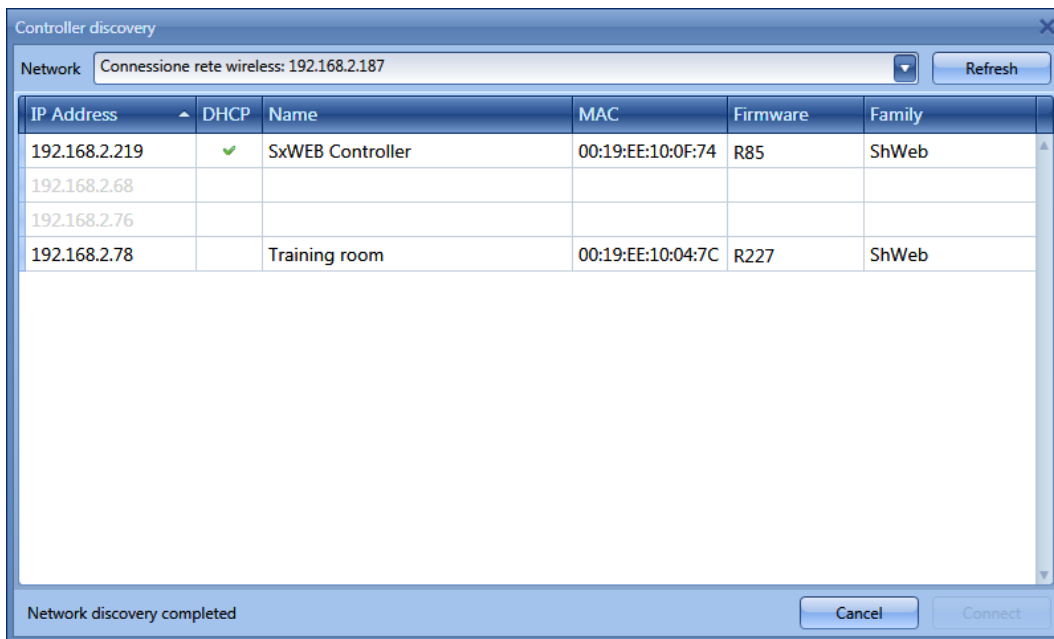 Controller discovery
Network Connessione rete wireless: 192.168.2.187 Refresh
IP Address DHCP Name MAC Firmware Family
192.168.2.219 SxWEB Controller 00:19:EE:10:0F:74 R85 ShWeb
192.168.2.68
192.168.2.76
192.168.2.78 Training room 00:19:EE:10:04:7C R227 ShWeb
Network discovery completed Cancel Connect